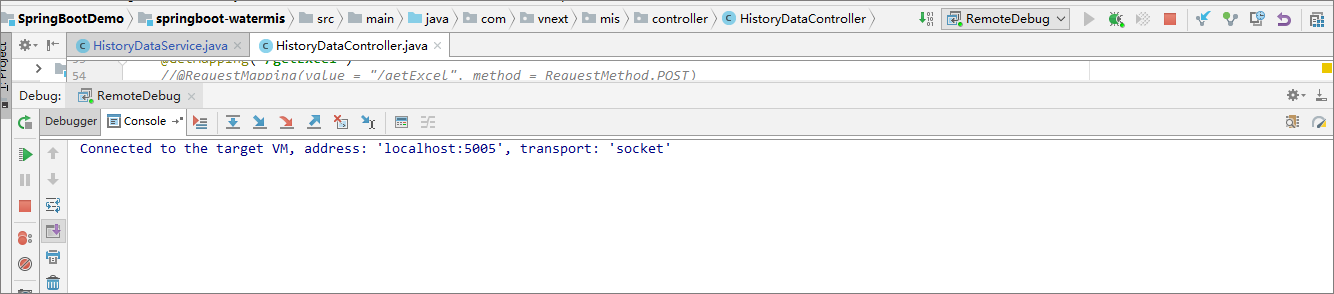 SpringBootDemo springboot-watermis src main java com vnext mis controller HistoryDataController RemoteDebug
HistoryDataService.java HistoryDataController.java
1: Project
54 //@RequestMapping(value = "/getExcel", method = RequestMethod.POST)
Debug: RemoteDebug
Debugger Console
Connected to the target VM, address: 'localhost:5005', transport: 'socket'